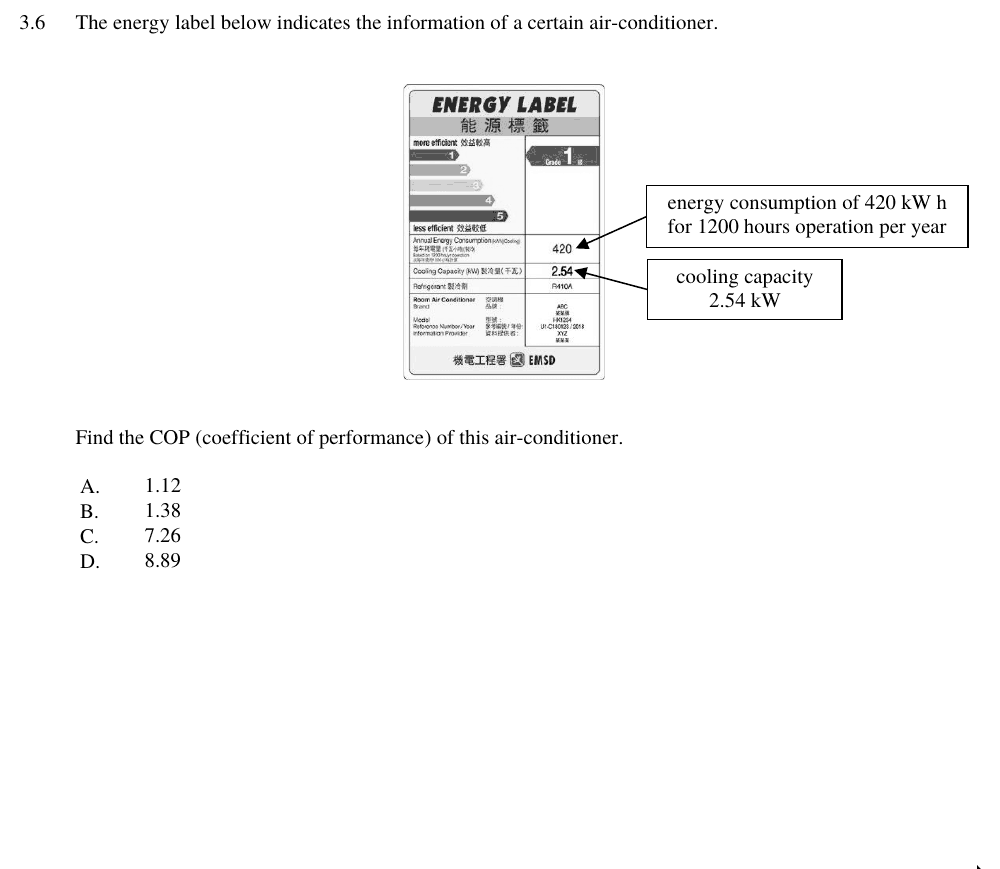 3.6 The energy label below indicates the information of a certain air-conditioner.
ENERGY LABEL
能源標籤
more efficient 效益較高
1
Grade 1 級
2
3
4
5
less efficient 效益較低
energy consumption of 420 kW h
for 1200 hours operation per year
Annual Energy Consumption (kWh) (Cooling)
420
cooling capacity
2.54 kW
Cooling Capacity (kW) 製冷量(千瓦) 2.54
Refrigerant 製冷劑 R410A
Room Air Conditioner 空調機
Brand 品牌: ABC
Model 型號:
Reference Number / Year
Information Provider XYZ
機電工程署 EMSD
Find the COP (coefficient of performance) of this air-conditioner.
A. 1.12
B. 1.38
C. 7.26
D. 8.89